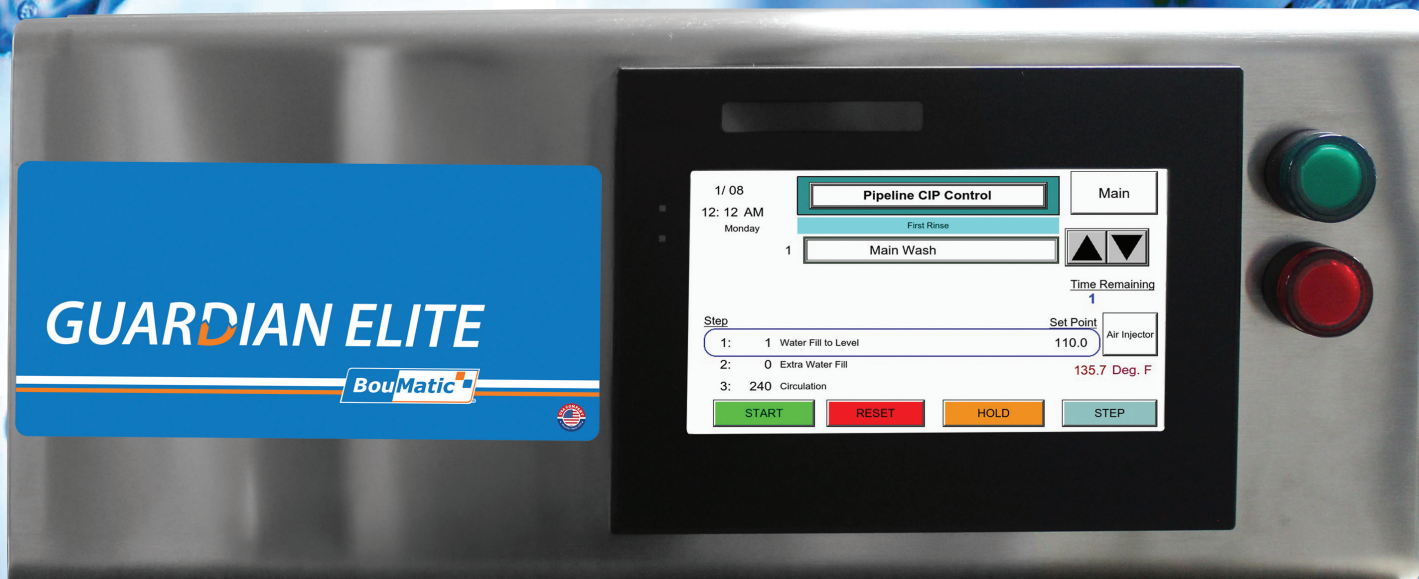 GUARDIAN ELITE
BouMatic
1/ 08
12: 12 AM
Monday
Pipeline CIP Control
Main
First Rinse
1 Main Wash
Time Remaining
1
Step Set Point
1: 1 Water Fill to Level 110.0
Air Injector
2: 0 Extra Water Fill
135.7 Deg. F
3: 240 Circulation
START RESET HOLD STEP